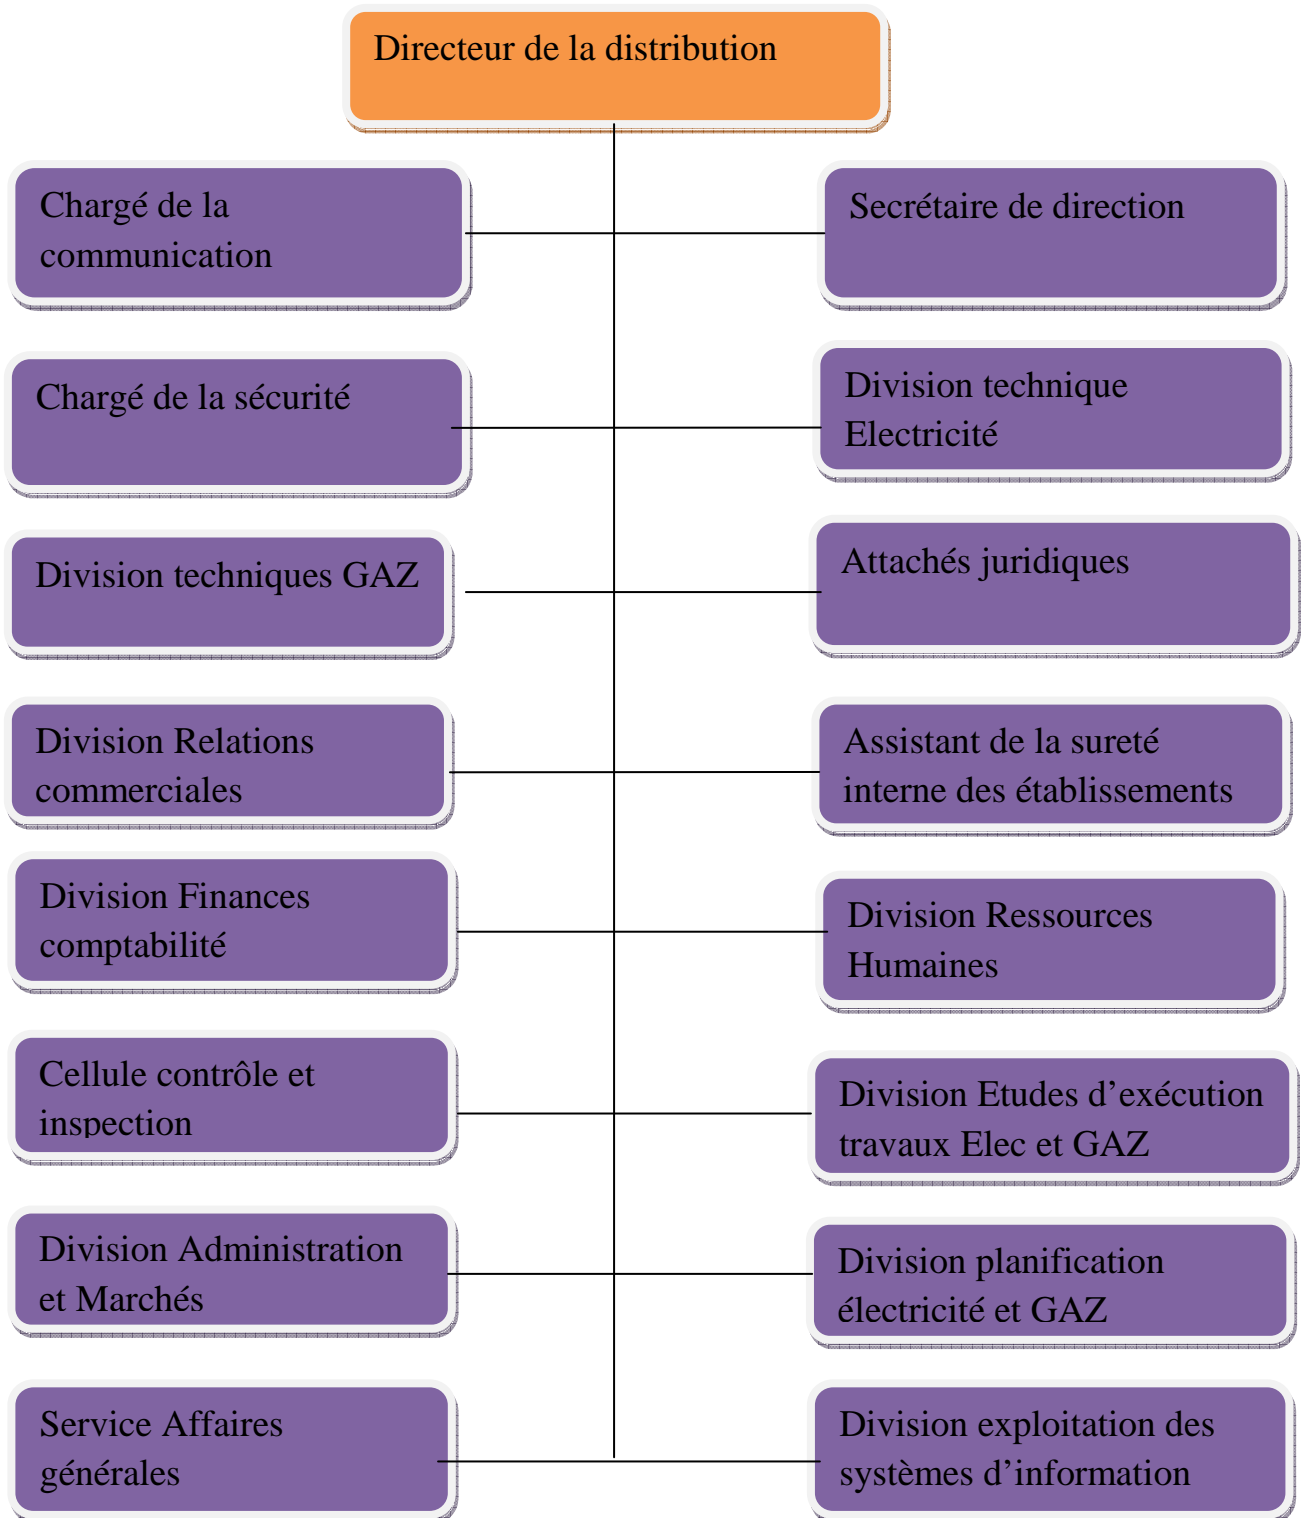 Directeur de la distribution
Chargé de la
communication
Secrétaire de direction
Chargé de la sécurité
Division technique
Electricité
Division techniques GAZ
Attachés juridiques
Division Relations
commerciales
Assistant de la sureté
interne des établissements
Division Finances
comptabilité
Division Ressources
Humaines
Cellule contrôle et
inspection
Division Etudes d’exécution
travaux Elec et GAZ
Division Administration
et Marchés
Division planification
électricité et GAZ
Service Affaires
générales
Division exploitation des
systèmes d’information